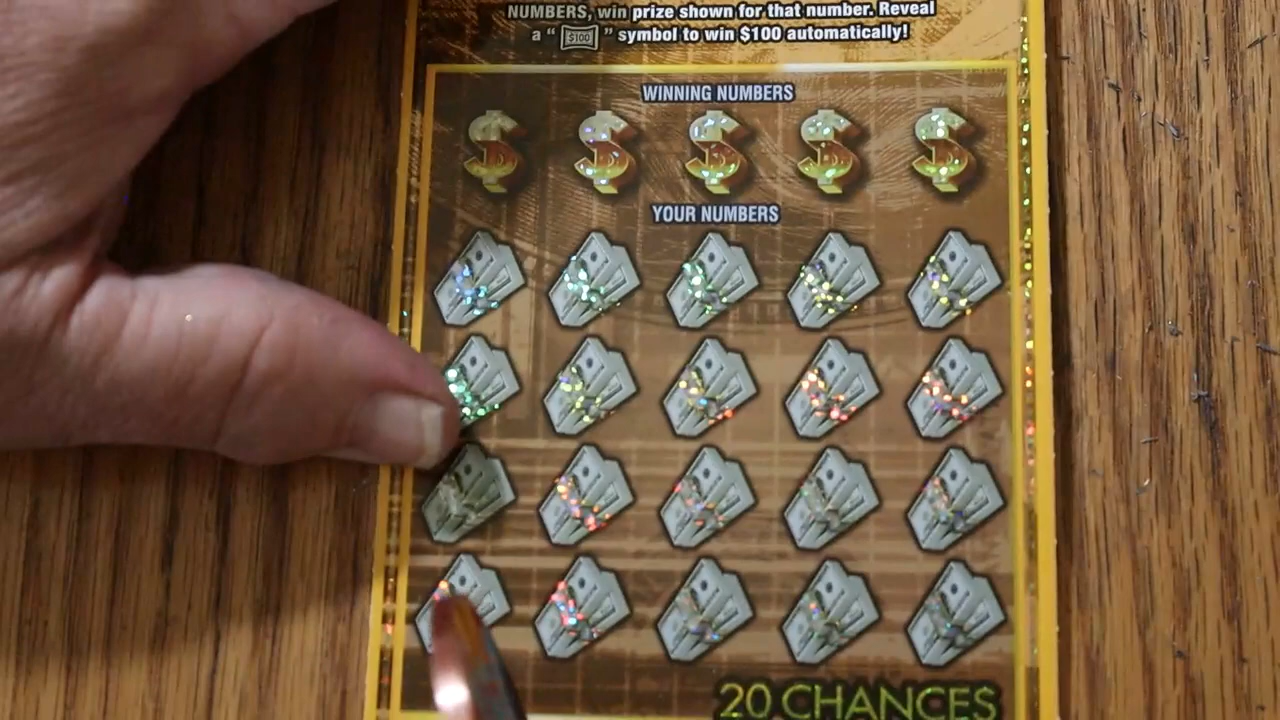 NUMBERS, win prize shown for that number. Reveal
a " $100 " symbol to win $100 automatically!
WINNING NUMBERS
YOUR NUMBERS
20 CHANCES